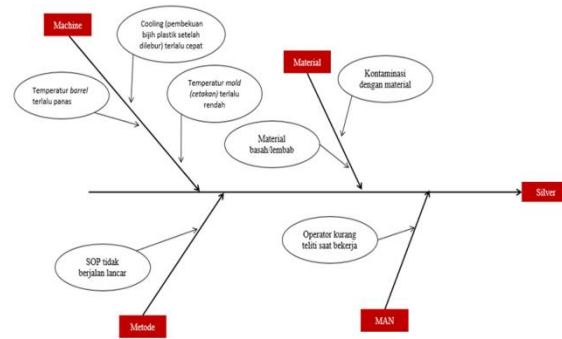 Machine
Cooling (pembekuan
bijih plastik setelah
dilebur) terlalu cepat
Temperatur barrel
terlalu panas
Temperatur mold
(cetakan) terlalu
rendah
Material
Kontaminasi
dengan material
Material
basah/lembab
Silver
SOP tidak
berjalan lancar
Operator kurang
teliti saat bekerja
Metode
MAN